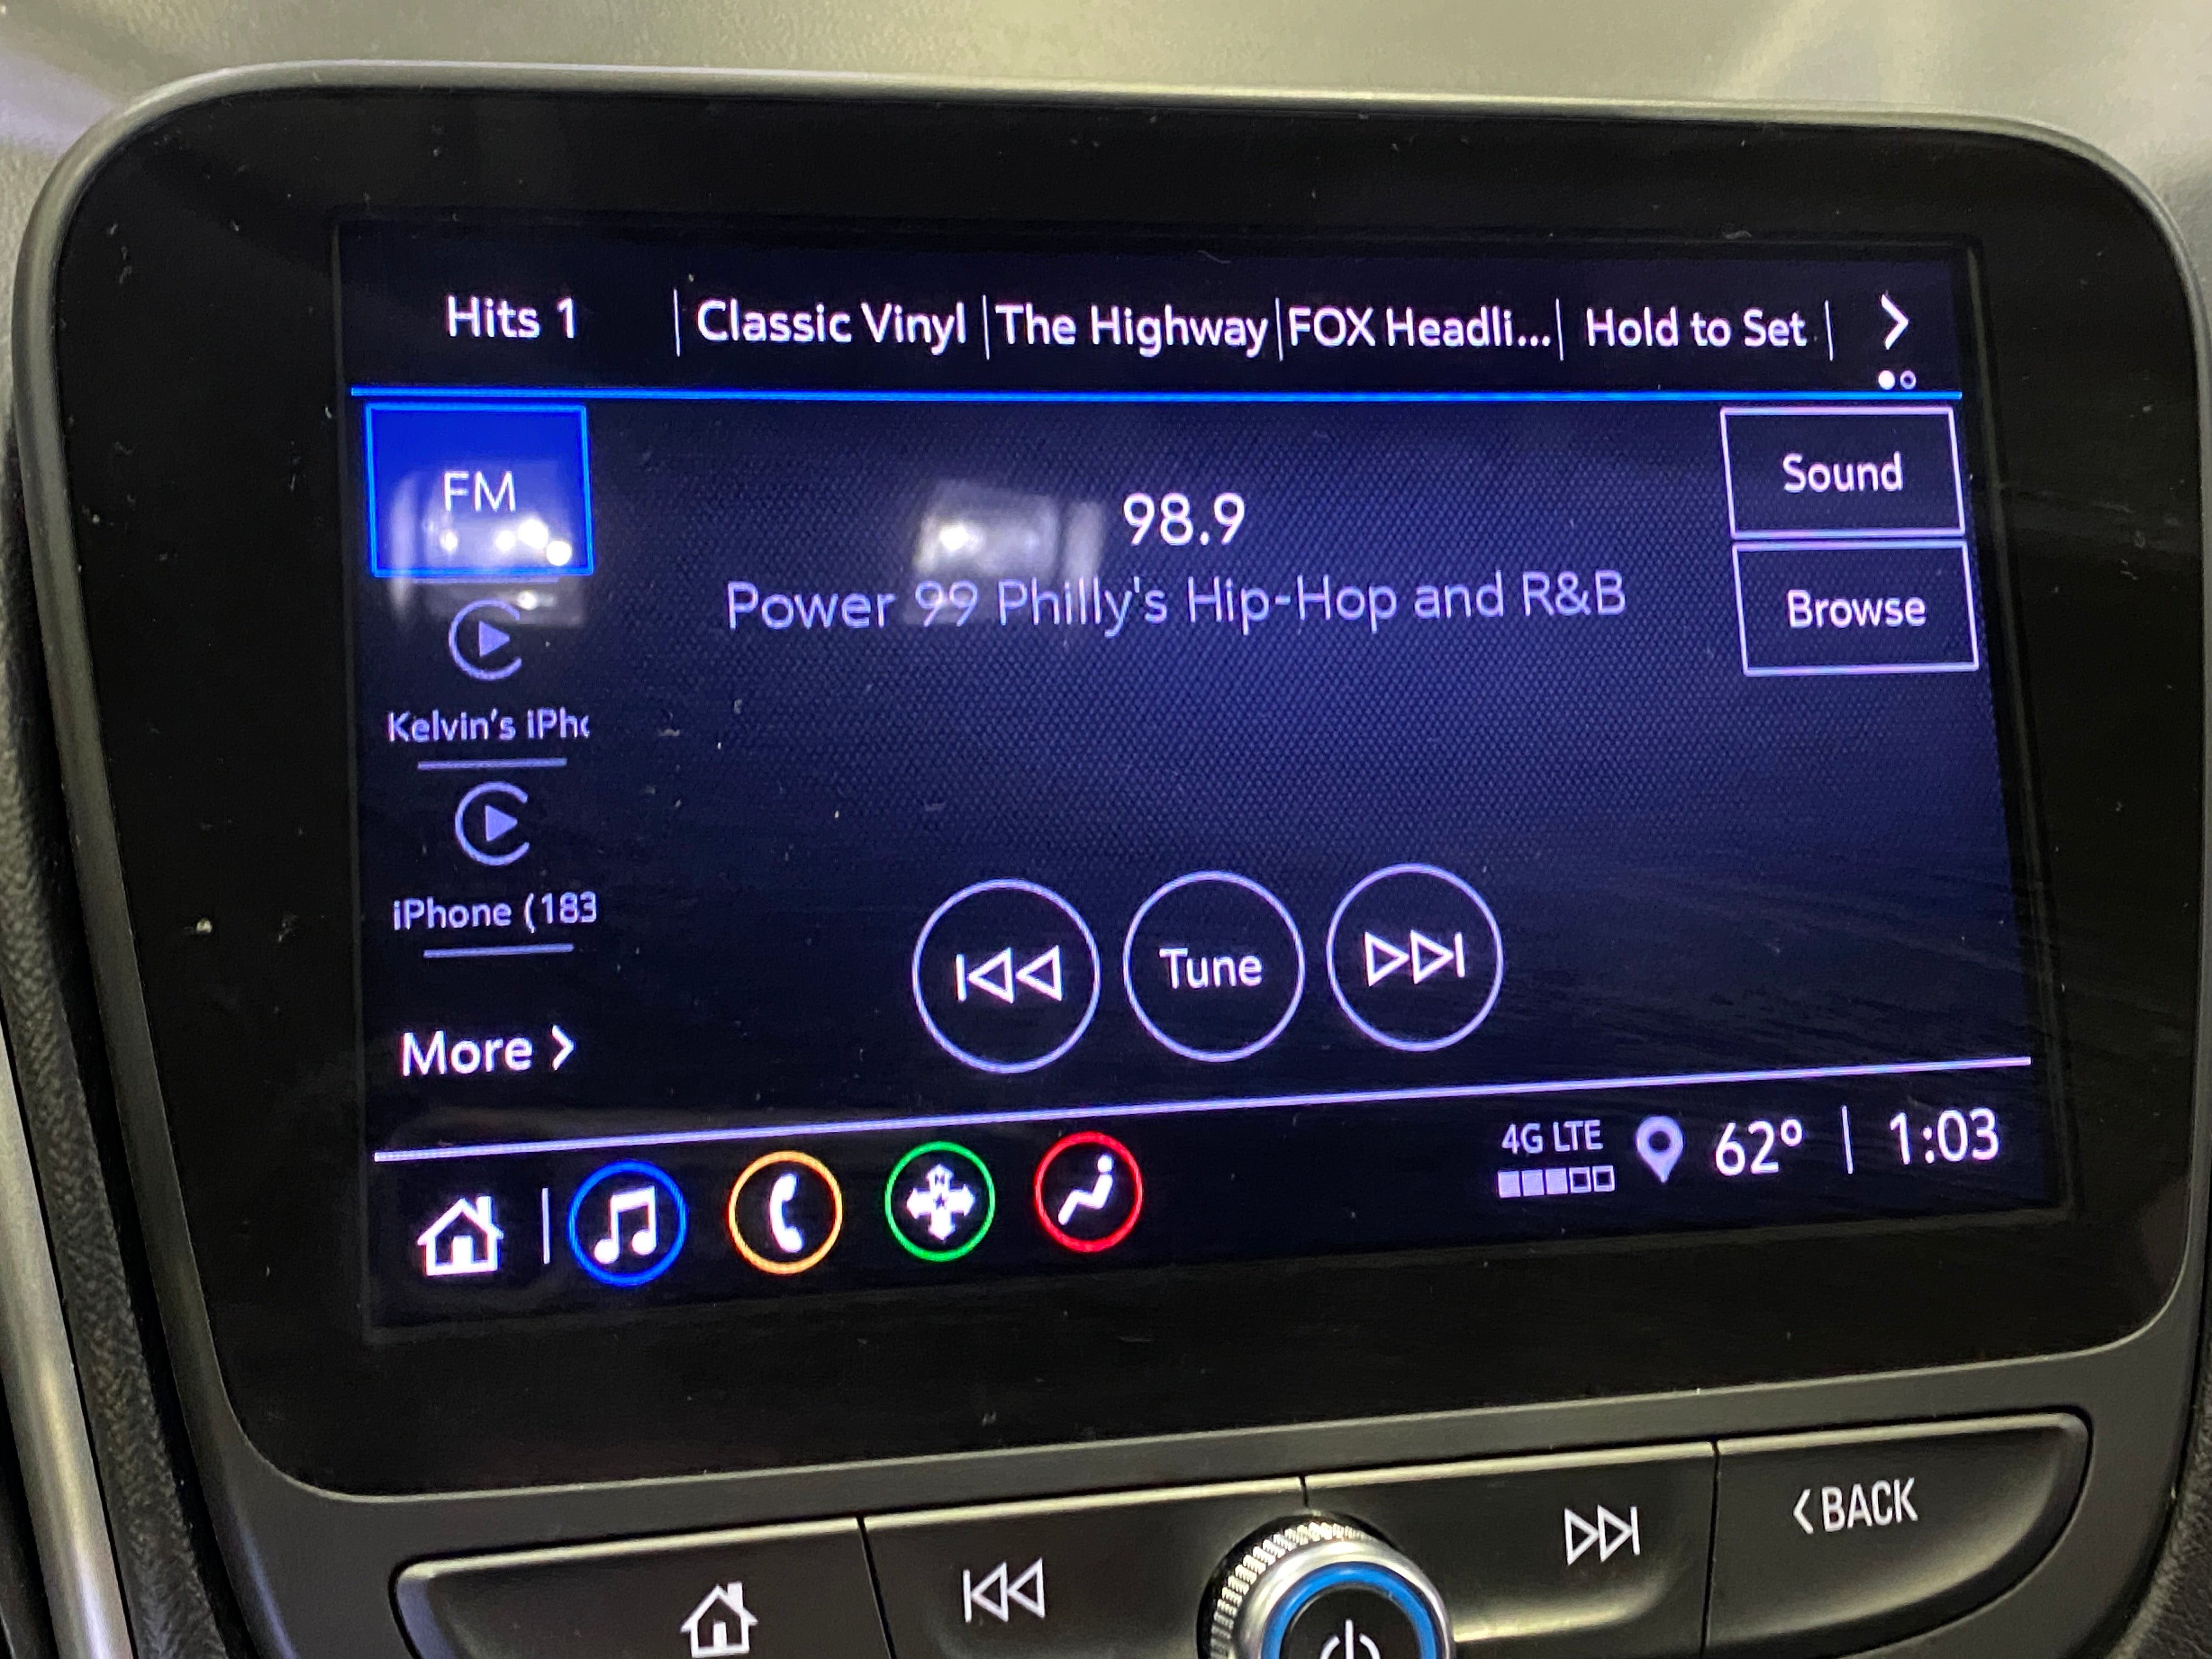 Hits 1
Classic Vinyl
The Highway
FOX Headli...
Hold to Set
FM
98.9
Sound
Power 99 Philly's Hip-Hop and R&B
Browse
Kelvin's iPh
iPhone (183
Tune
More
4G LTE
62°
1:03
BACK